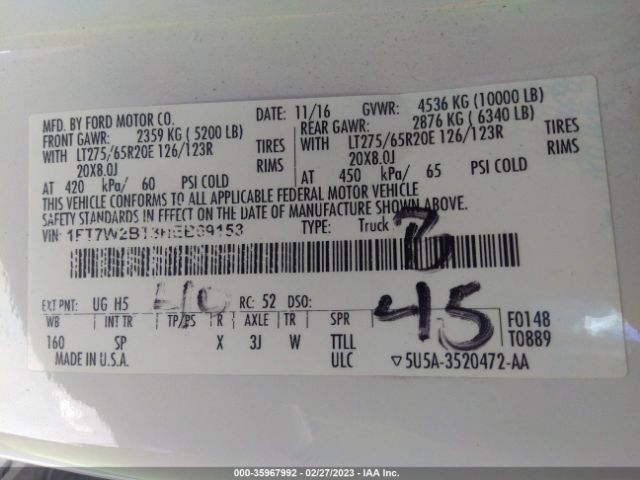 MFD. BY FORD MOTOR CO. DATE: 11/16 GVWR: 4536 KG (10000 LB)
FRONT GAWR: 2359 KG (5200 LB) REAR GAWR: 2876 KG (6340 LB)
WITH LT275/65R20E 126/123R TIRES WITH LT275/65R20E 126/123R TIRES
20X8.0J RIMS 20X8.0J RIMS
AT 420 kPa/ 60 PSI COLD AT 450 kPa/ 65 PSI COLD
THIS VEHICLE CONFORMS TO ALL APPLICABLE FEDERAL MOTOR VEHICLE
SAFETY STANDARDS IN EFFECT ON THE DATE OF MANUFACTURE SHOWN ABOVE.
VIN: TYPE: Truck
EXT PNT: UG H5 RC: 52 DSO:
45
WB INT TR TP/PS R AXLE TR SPR F0148
160 SP X 3J W TTLL T0889
MADE IN U.S.A. ULC ▽5U5A-3520472-AA
000-35967992 | 02/27/2023 | IAA Inc.